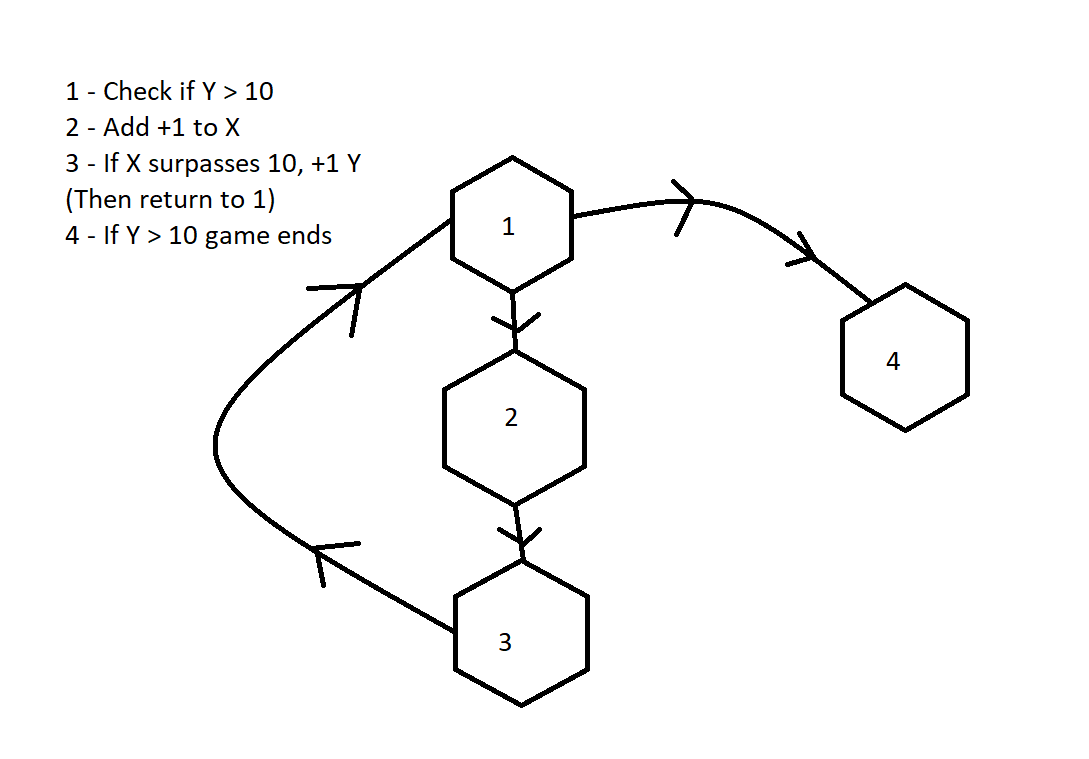 1 - Check if Y > 10
2 - Add +1 to X
3 - If X surpasses 10, +1 Y
(Then return to 1)
4 - If Y > 10 game ends
1
2
4
3